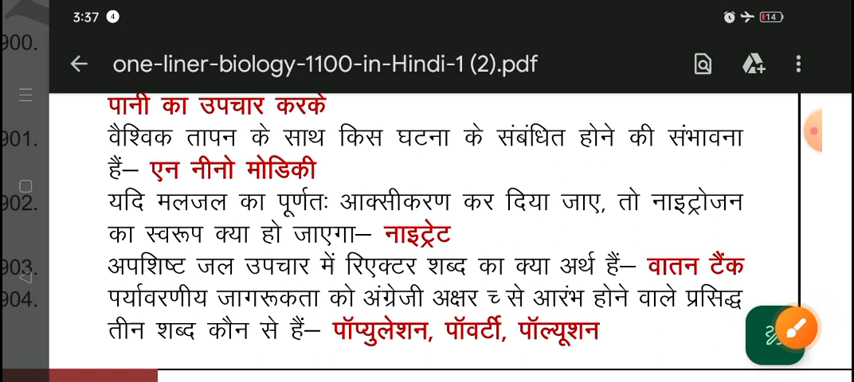 3:37 4 14
900.
one-liner-biology-1100-in-Hindi-1 (2).pdf
पानी का उपचार करके
901. वैश्विक तापन के साथ किस घटना के संबंधित होने की संभावना
हैं— एन नीनो मोडिकी
902. यदि मलजल का पूर्णतः आक्सीकरण कर दिया जाए, तो नाइट्रोजन
का स्वरूप क्या हो जाएगा— नाइट्रेट
903. अपशिष्ट जल उपचार में रिएक्टर शब्द का क्या अर्थ हैं— वातन टैंक
904. पर्यावरणीय जागरूकता को अंग्रेजी अक्षर च् से आरंभ होने वाले प्रसिद्ध
तीन शब्द कौन से हैं— पॉप्युलेशन, पॉवर्टी, पॉल्यूशन